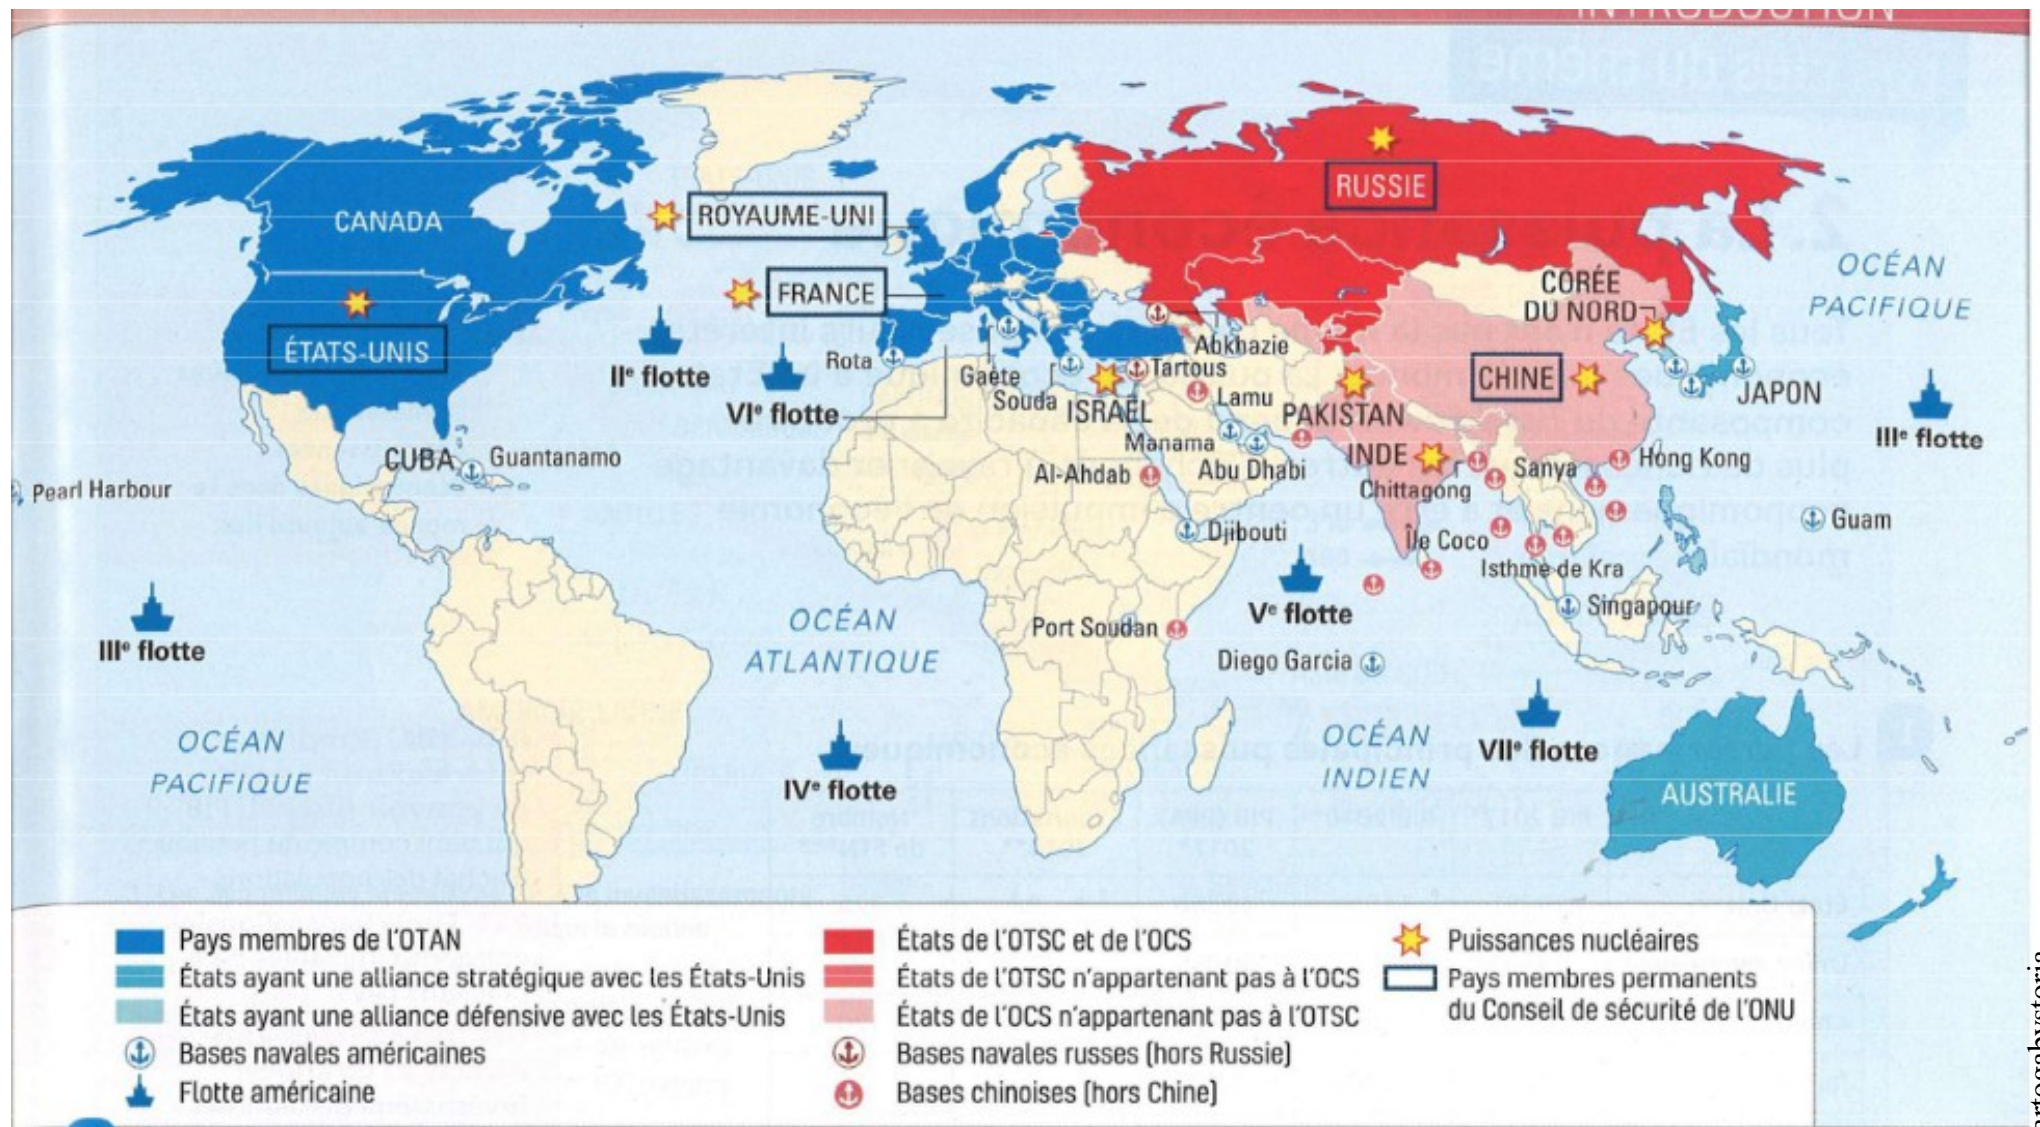 INTRODUCTION
CANADA
ROYAUME-UNI
FRANCE
ÉTATS-UNIS
RUSSIE
OCÉAN
PACIFIQUE
CORÉE
DU NORD
CHINE
JAPON
IIIe flotte
IIe flotte
VIe flotte
Rota
Gaète
Souda
ISRAËL
Abkhazie
Tartous
Lamu
PAKISTAN
Manama
Abu Dhabi
Al-Ahdab
INDE
Chittagong
Sanya
Hong Kong
CUBA
Guantanamo
Pearl Harbour
Guam
Djibouti
Île Coco
Isthme de Kra
Singapour
Ve flotte
Port Soudan
Diego Garcia
IIIe flotte
OCÉAN
ATLANTIQUE
OCÉAN
PACIFIQUE
IVe flotte
OCÉAN
INDIEN
VIIe flotte
AUSTRALIE
Pays membres de l'OTAN
États ayant une alliance stratégique avec les États-Unis
États ayant une alliance défensive avec les États-Unis
Bases navales américaines
Flotte américaine
États de l'OTSC et de l'OCS
États de l'OTSC n'appartenant pas à l'OCS
États de l'OCS n'appartenant pas à l'OTSC
Bases navales russes (hors Russie)
Bases chinoises (hors Chine)
Puissances nucléaires
Pays membres permanents
du Conseil de sécurité de l'ONU